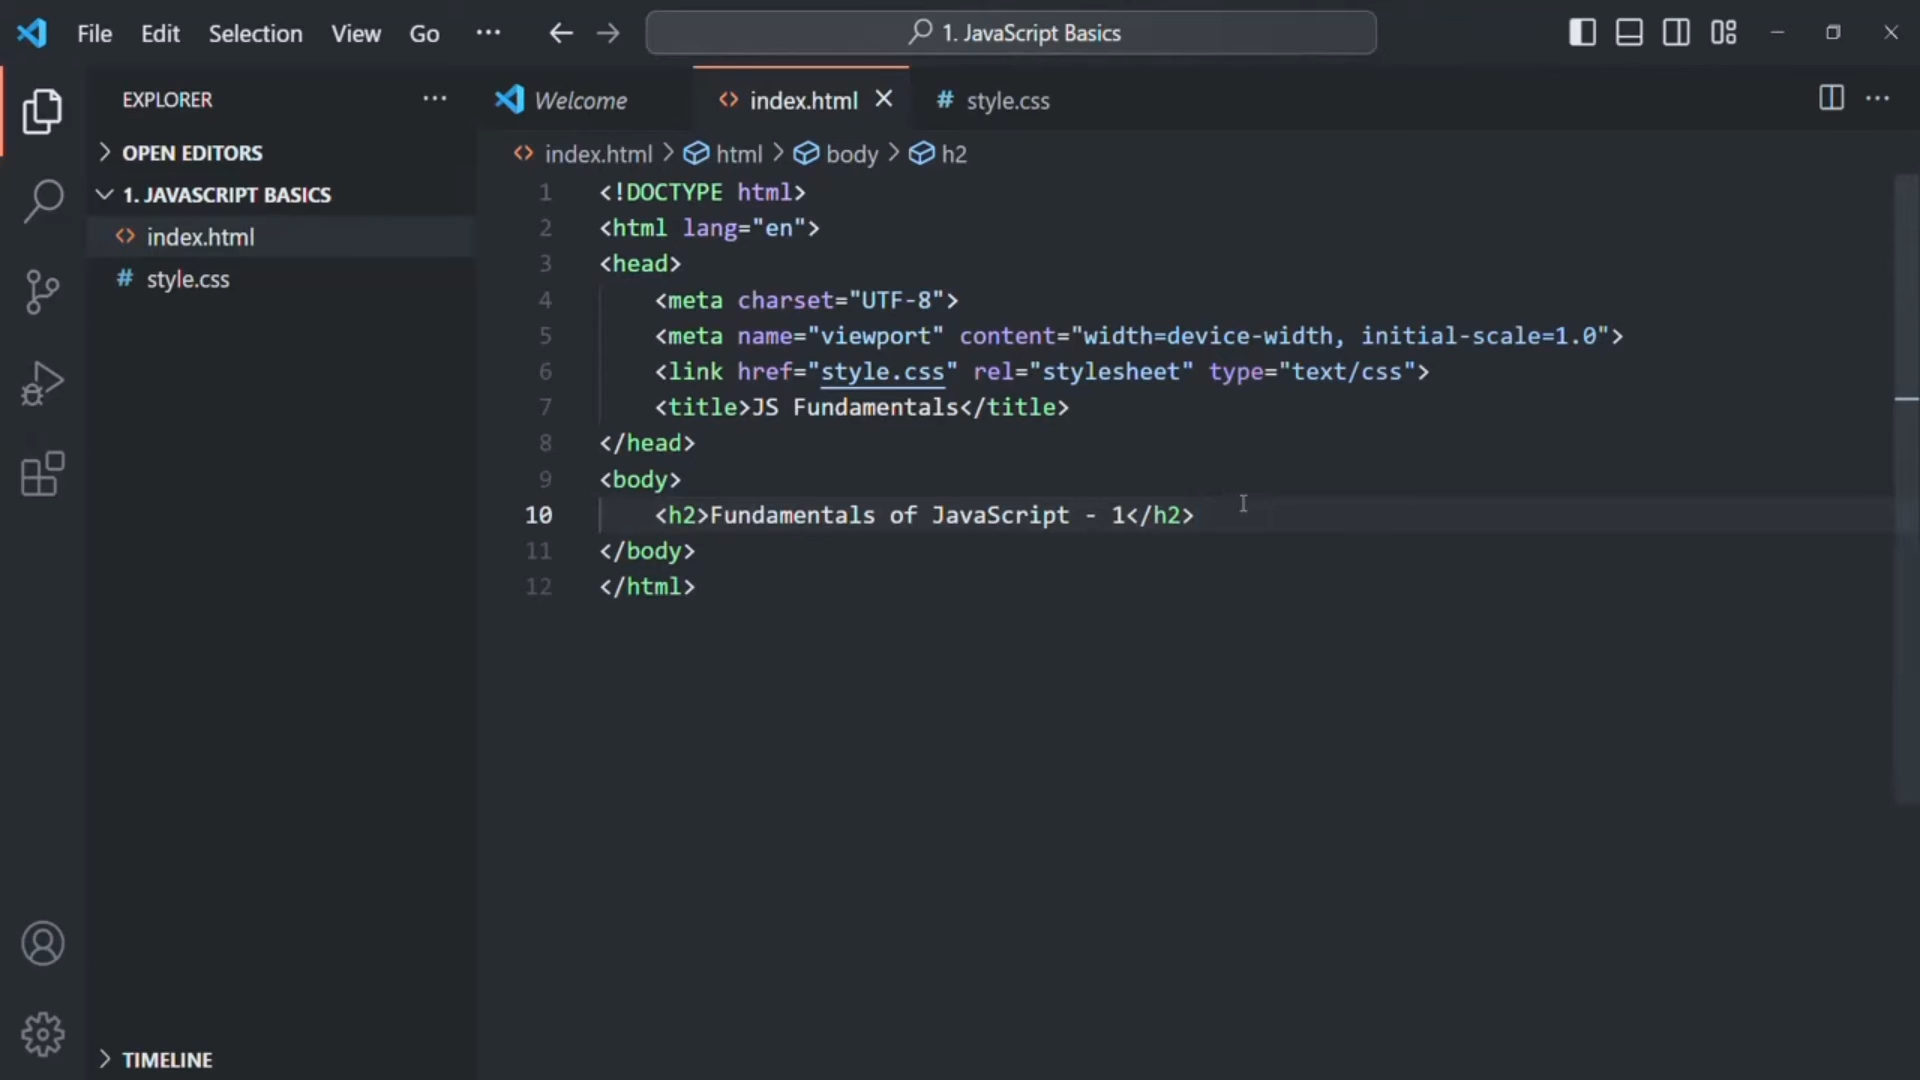 File Edit Selection View Go ··· 1. JavaScript Basics
EXPLORER ···
OPEN EDITORS
1. JAVASCRIPT BASICS
index.html
# style.css
TIMELINE
Welcome index.html # style.css ···
index.html > html > body > h2
1 <!DOCTYPE html>
2 <html lang="en">
3 <head>
4 <meta charset="UTF-8">
5 <meta name="viewport" content="width=device-width, initial-scale=1.0">
6 <link href="style.css" rel="stylesheet" type="text/css">
7 <title>JS Fundamentals</title>
8 </head>
9 <body>
10 <h2>Fundamentals of JavaScript - 1</h2>
11 </body>
12 </html>